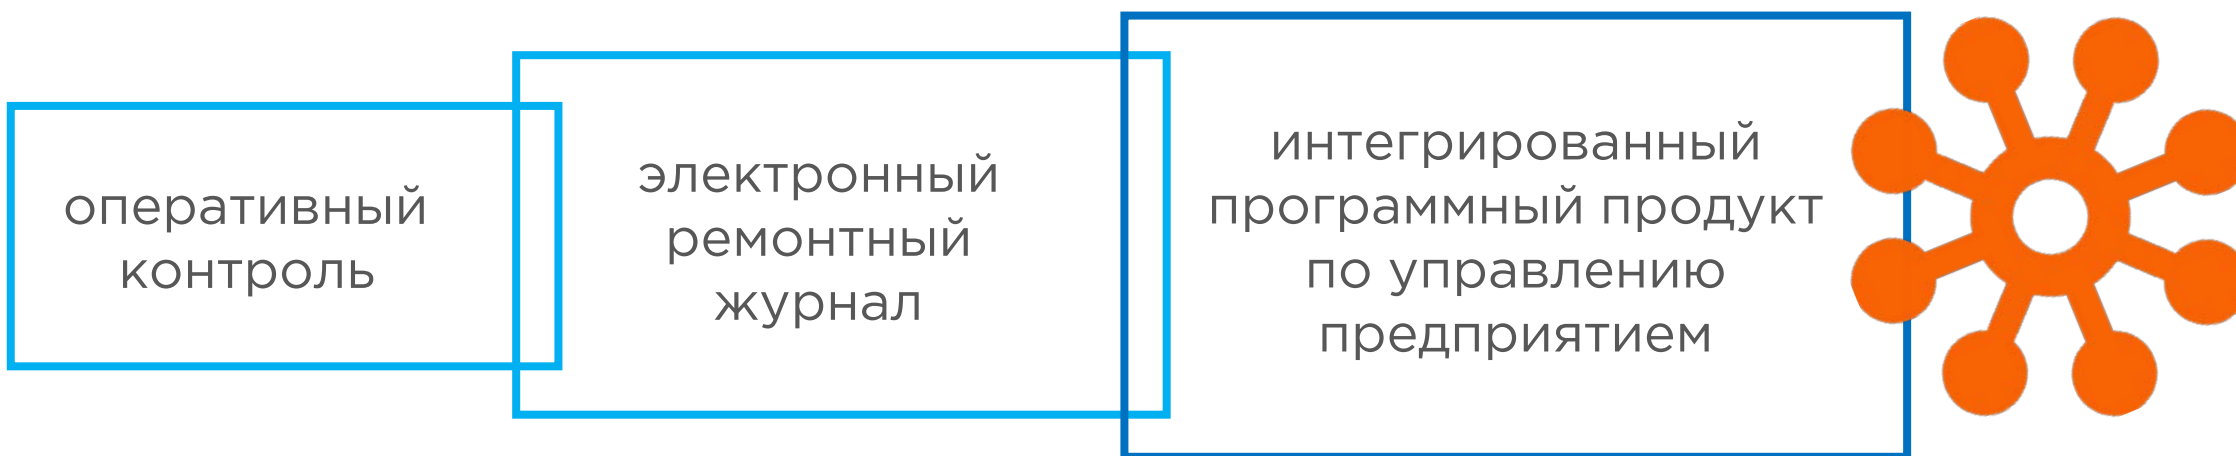 оперативный
контроль
электронный
ремонтный
журнал
интегрированный
программный продукт
по управлению
предприятием